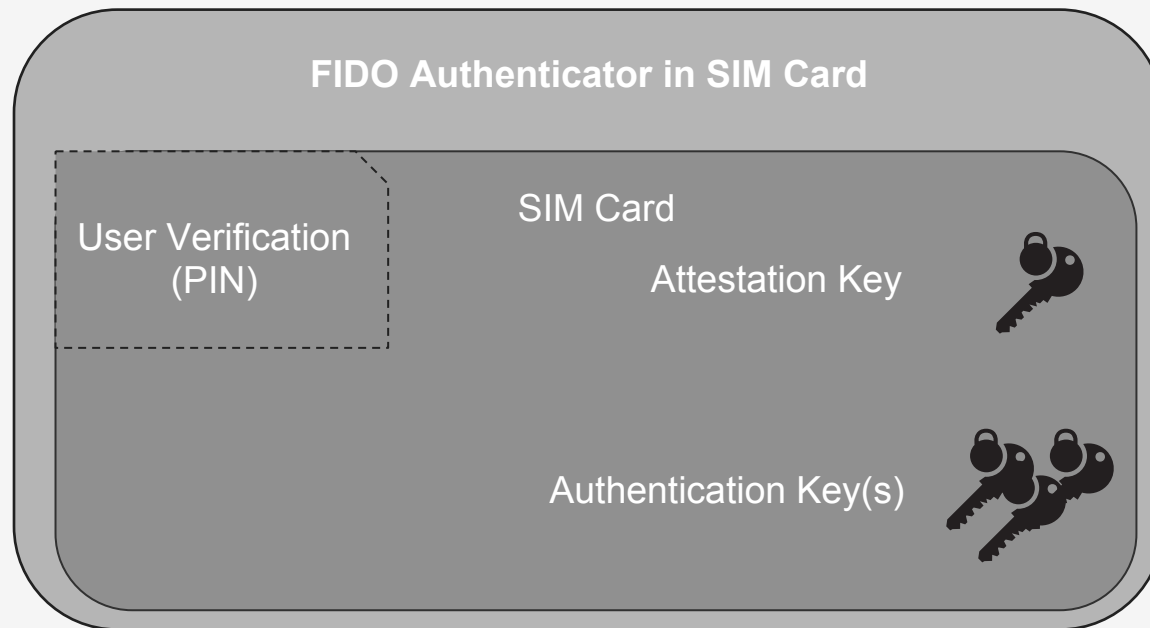 FIDO Authenticator in SIM Card
SIM Card
User Verification
(PIN)
Attestation Key
Authentication Key(s)